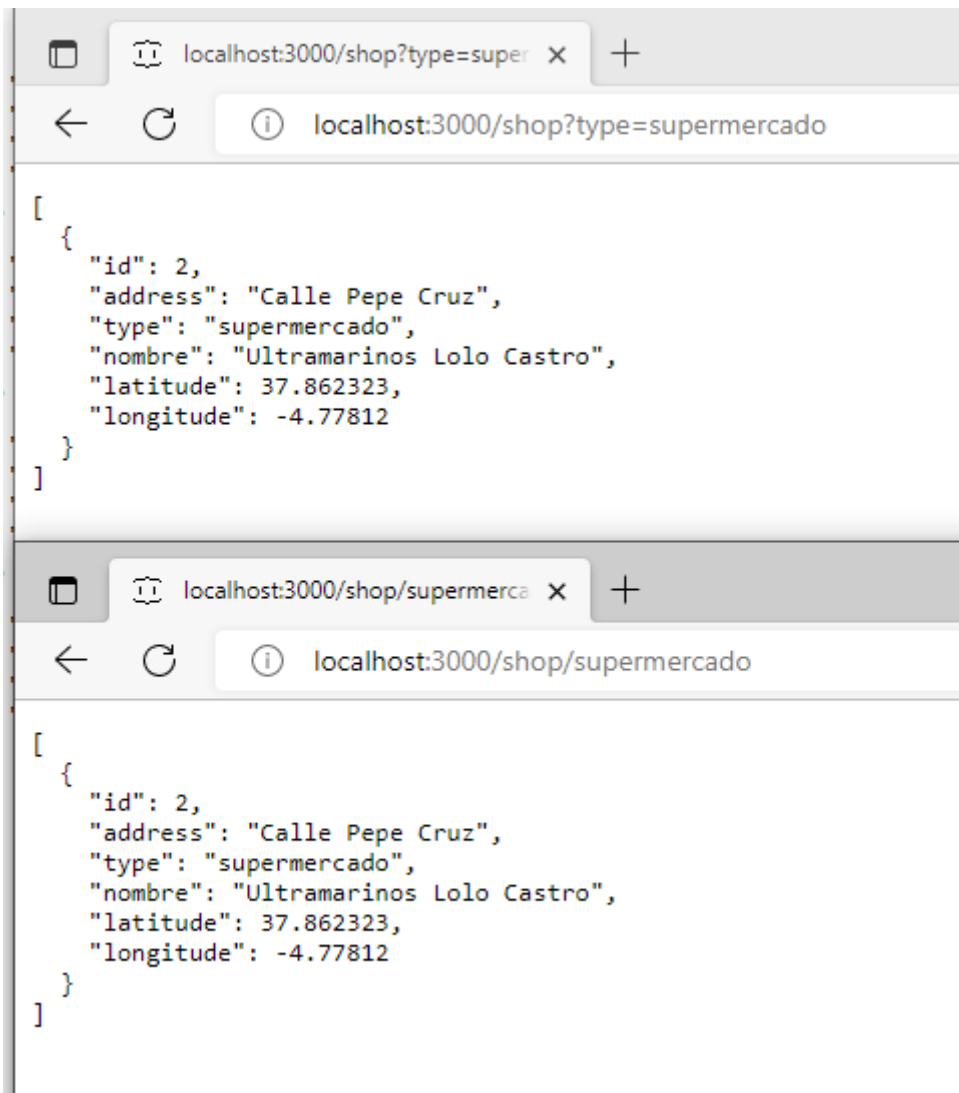 localhost:3000/shop?type=super
localhost:3000/shop?type=supermercado
[
  {
    "id": 2,
    "address": "Calle Pepe Cruz",
    "type": "supermercado",
    "nombre": "Ultramarinos Lolo Castro",
    "latitude": 37.862323,
    "longitude": -4.77812
  }
]
localhost:3000/shop/supermerca
localhost:3000/shop/supermercado
[
  {
    "id": 2,
    "address": "Calle Pepe Cruz",
    "type": "supermercado",
    "nombre": "Ultramarinos Lolo Castro",
    "latitude": 37.862323,
    "longitude": -4.77812
  }
]